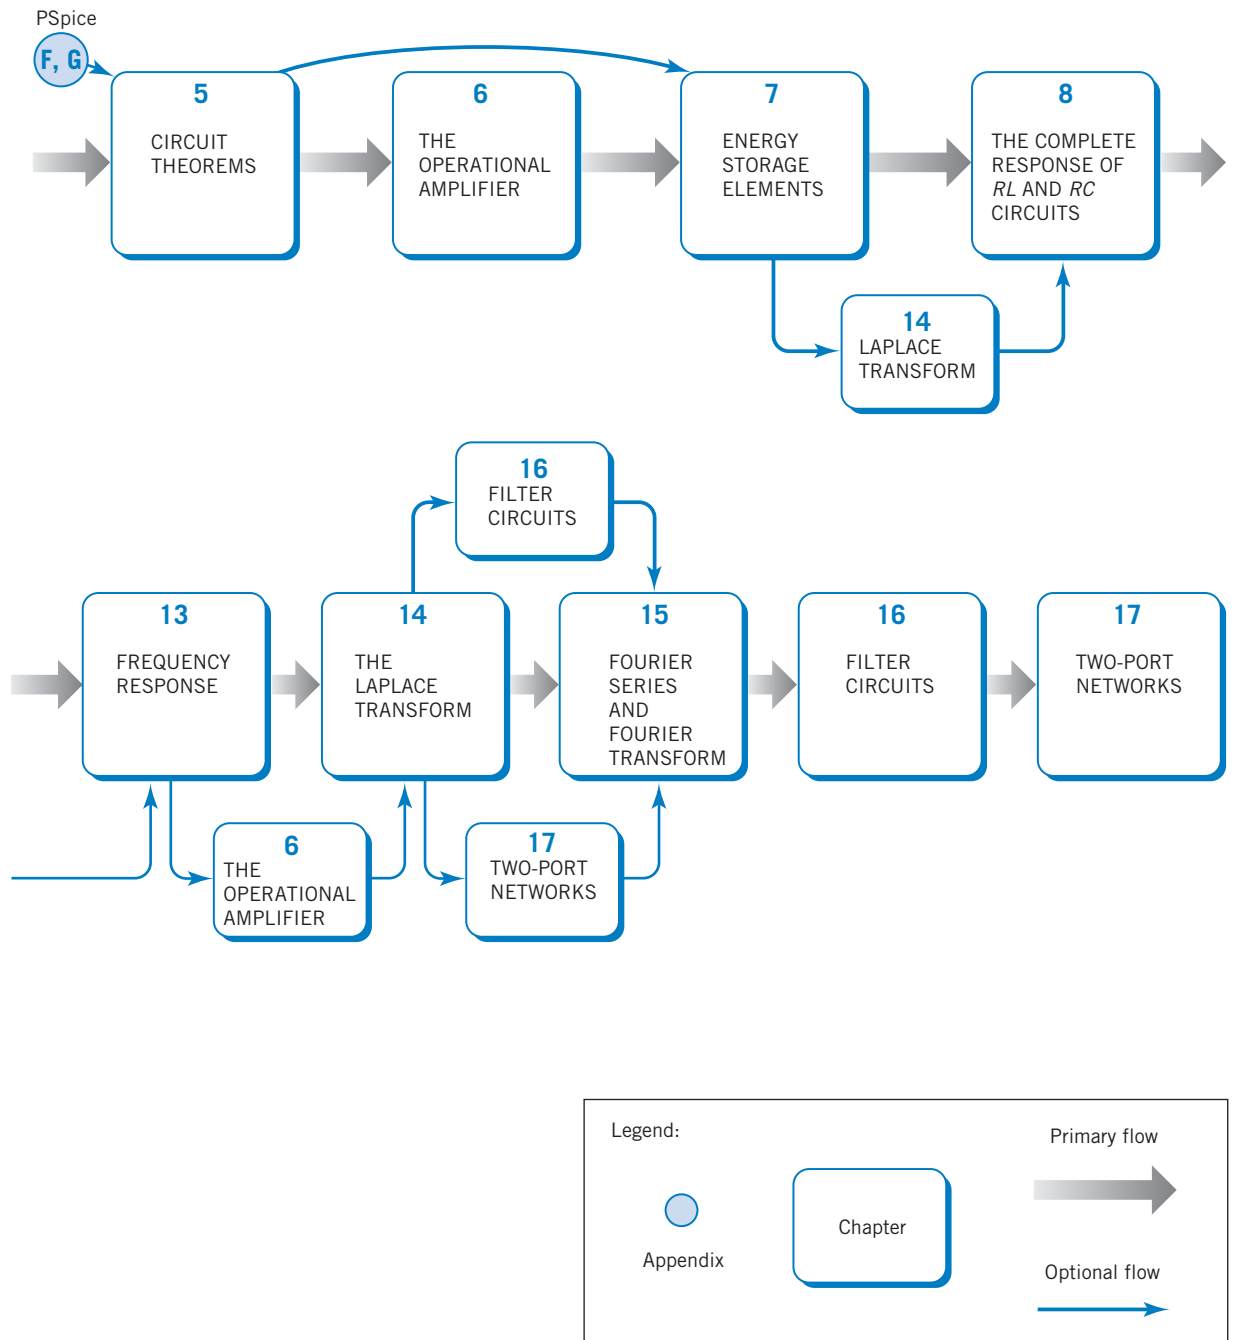 PSpice
F, G
5
CIRCUIT
THEOREMS
6
THE
OPERATIONAL
AMPLIFIER
7
ENERGY
STORAGE
ELEMENTS
8
THE COMPLETE
RESPONSE OF
RL AND RC
CIRCUITS
14
LAPLACE
TRANSFORM
16
FILTER
CIRCUITS
13
FREQUENCY
RESPONSE
14
THE
LAPLACE
TRANSFORM
15
FOURIER
SERIES
AND
FOURIER
TRANSFORM
16
FILTER
CIRCUITS
17
TWO-PORT
NETWORKS
6
THE
OPERATIONAL
AMPLIFIER
17
TWO-PORT
NETWORKS
Legend:
Appendix
Chapter
Primary flow
Optional flow